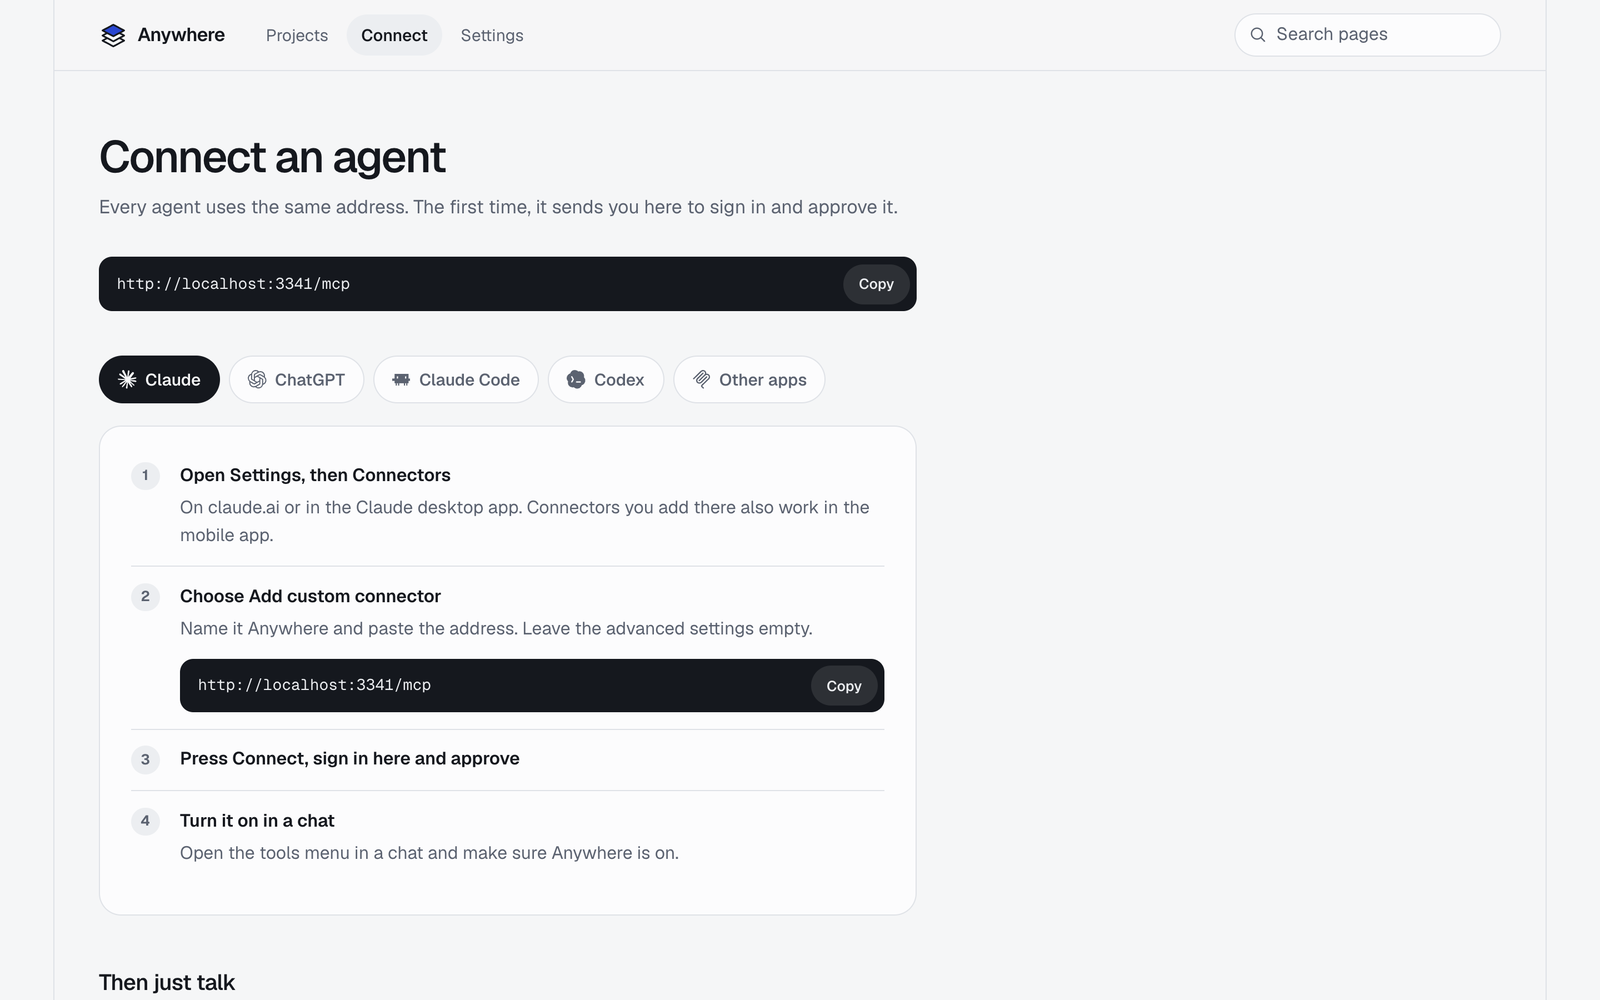 Anywhere
Projects
Connect
Settings
Search pages
Connect an agent
Every agent uses the same address. The first time, it sends you here to sign in and approve it.
http://localhost:3341/mcp
Copy
Claude
ChatGPT
Claude Code
Codex
Other apps
1
Open Settings, then Connectors
On claude.ai or in the Claude desktop app. Connectors you add there also work in the
mobile app.
2
Choose Add custom connector
Name it Anywhere and paste the address. Leave the advanced settings empty.
http://localhost:3341/mcp
Copy
3
Press Connect, sign in here and approve
4
Turn it on in a chat
Open the tools menu in a chat and make sure Anywhere is on.
Then just talk